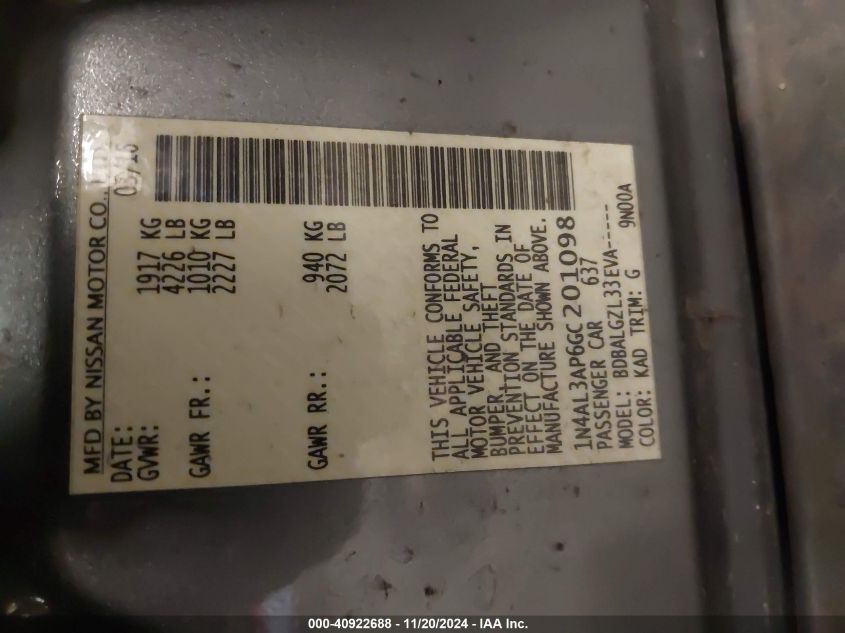 MFD BY NISSAN MOTOR CO.,
DATE:
GVWR: 1917 KG
4226 LB
GAWR FR.: 1010 KG
2227 LB
GAWR RR.: 940 KG
2072 LB
THIS VEHICLE CONFORMS TO
ALL APPLICABLE FEDERAL
MOTOR VEHICLE SAFETY,
BUMPER, AND THEFT
PREVENTION STANDARDS IN
EFFECT ON THE DATE OF
MANUFACTURE SHOWN ABOVE.
1N4AL3AP6GC201098
PASSENGER CAR 637
MODEL: BDBALGZL33EVA-----
COLOR: KAD TRIM: G 9N00A
000-40922688 - 11/20/2024 - IAA Inc.